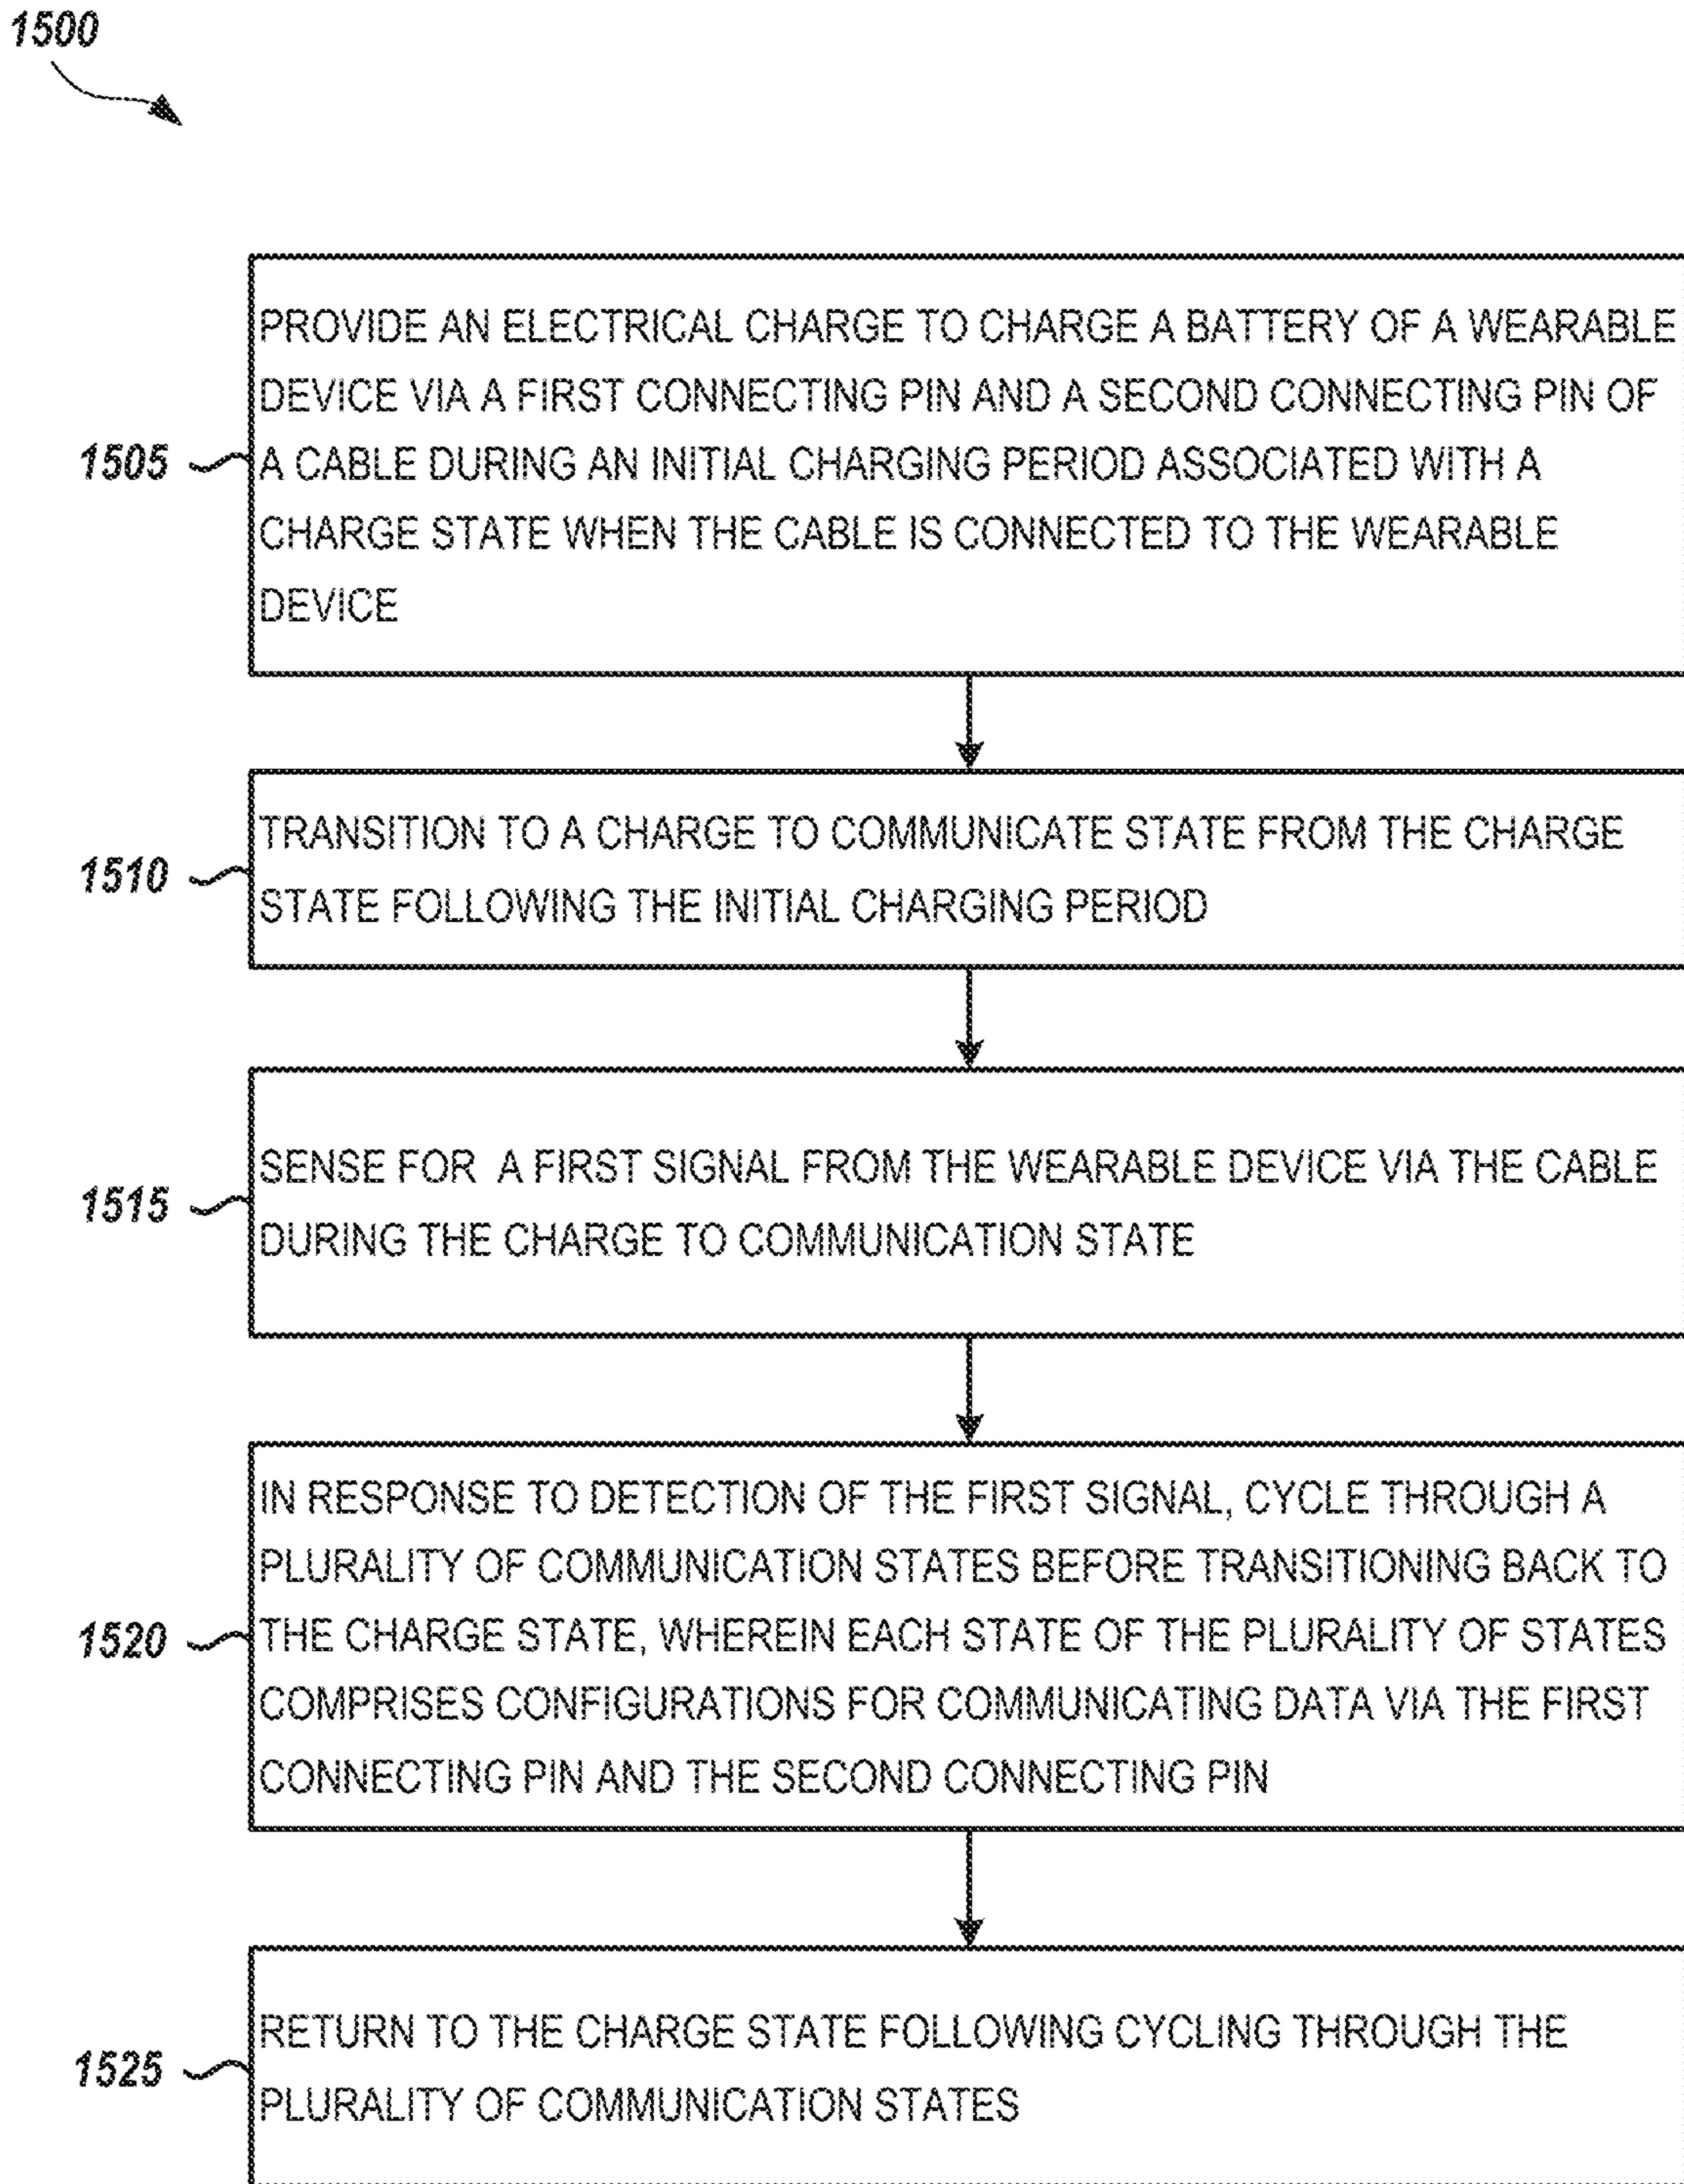 1500
PROVIDE AN ELECTRICAL CHARGE TO CHARGE A BATTERY OF A WEARABLE
DEVICE VIA A FIRST CONNECTING PIN AND A SECOND CONNECTING PIN OF
1505
A CABLE DURING AN INITIAL CHARGING PERIOD ASSOCIATED WITH A
CHARGE STATE WHEN THE CABLE IS CONNECTED TO THE WEARABLE
DEVICE
TRANSITION TO A CHARGE TO COMMUNICATE STATE FROM THE CHARGE
1510
STATE FOLLOWING THE INITIAL CHARGING PERIOD
SENSE FOR A FIRST SIGNAL FROM THE WEARABLE DEVICE VIA THE CABLE
1515
DURING THE CHARGE TO COMMUNICATION STATE
IN RESPONSE TO DETECTION OF THE FIRST SIGNAL, CYCLE THROUGH A
PLURALITY OF COMMUNICATION STATES BEFORE TRANSITIONING BACK TO
1520
THE CHARGE STATE, WHEREIN EACH STATE OF THE PLURALITY OF STATES
COMPRISES CONFIGURATIONS FOR COMMUNICATING DATA VIA THE FIRST
CONNECTING PIN AND THE SECOND CONNECTING PIN
RETURN TO THE CHARGE STATE FOLLOWING CYCLING THROUGH THE
1525
PLURALITY OF COMMUNICATION STATES